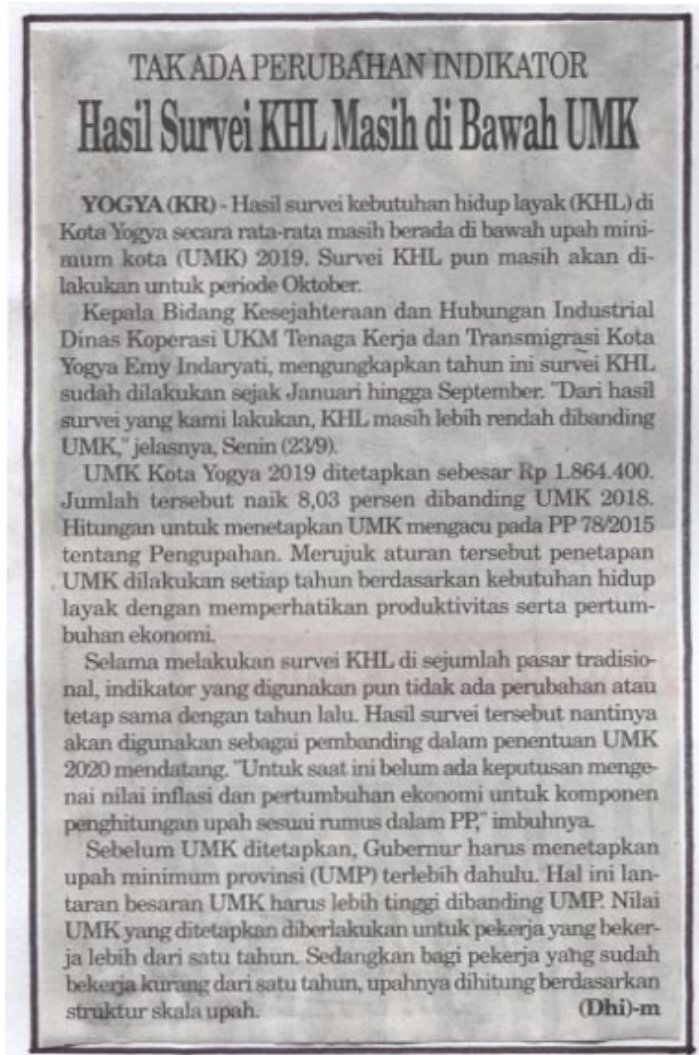 TAK ADA PERUBAHAN INDIKATOR
Hasil Survei KHL Masih di Bawah UMK
YOGYA (KR) - Hasil survei kebutuhan hidup layak (KHL) di
Kota Yogya secara rata-rata masih berada di bawah upah mini-
mum kota (UMK) 2019. Survei KHL pun masih akan di-
lakukan untuk periode Oktober.
Kepala Bidang Kesejahteraan dan Hubungan Industrial
Dinas Koperasi UKM Tenaga Kerja dan Transmigrasi Kota
Yogya Emy Indaryati, mengungkapkan tahun ini survei KHL
sudah dilakukan sejak Januari hingga September. "Dari hasil
survei yang kami lakukan, KHL masih lebih rendah dibanding
UMK," jelasnya, Senin (23/9).
UMK Kota Yogya 2019 ditetapkan sebesar Rp 1.864.400.
Jumlah tersebut naik 8,03 persen dibanding UMK 2018.
Hitungan untuk menetapkan UMK mengacu pada PP 78/2015
tentang Pengupahan. Merujuk aturan tersebut penetapan
UMK dilakukan setiap tahun berdasarkan kebutuhan hidup
layak dengan memperhatikan produktivitas serta pertum-
buhan ekonomi.
Selama melakukan survei KHL di sejumlah pasar tradisio-
nal, indikator yang digunakan pun tidak ada perubahan atau
tetap sama dengan tahun lalu. Hasil survei tersebut nantinya
akan digunakan sebagai pembanding dalam penentuan UMK
2020 mendatang. "Untuk saat ini belum ada keputusan menge-
nai nilai inflasi dan pertumbuhan ekonomi untuk komponen
penghitungan upah sesuai rumus dalam PP," imbuhnya.
Sebelum UMK ditetapkan, Gubernur harus menetapkan
upah minimum provinsi (UMP) terlebih dahulu. Hal ini lan-
taran besaran UMK harus lebih tinggi dibanding UMP. Nilai
UMK yang ditetapkan diberlakukan untuk pekerja yang beker-
ja lebih dari satu tahun. Sedangkan bagi pekerja yang sudah
bekerja kurang dari satu tahun, upahnya dihitung berdasarkan
struktur skala upah. (Dhi)-m